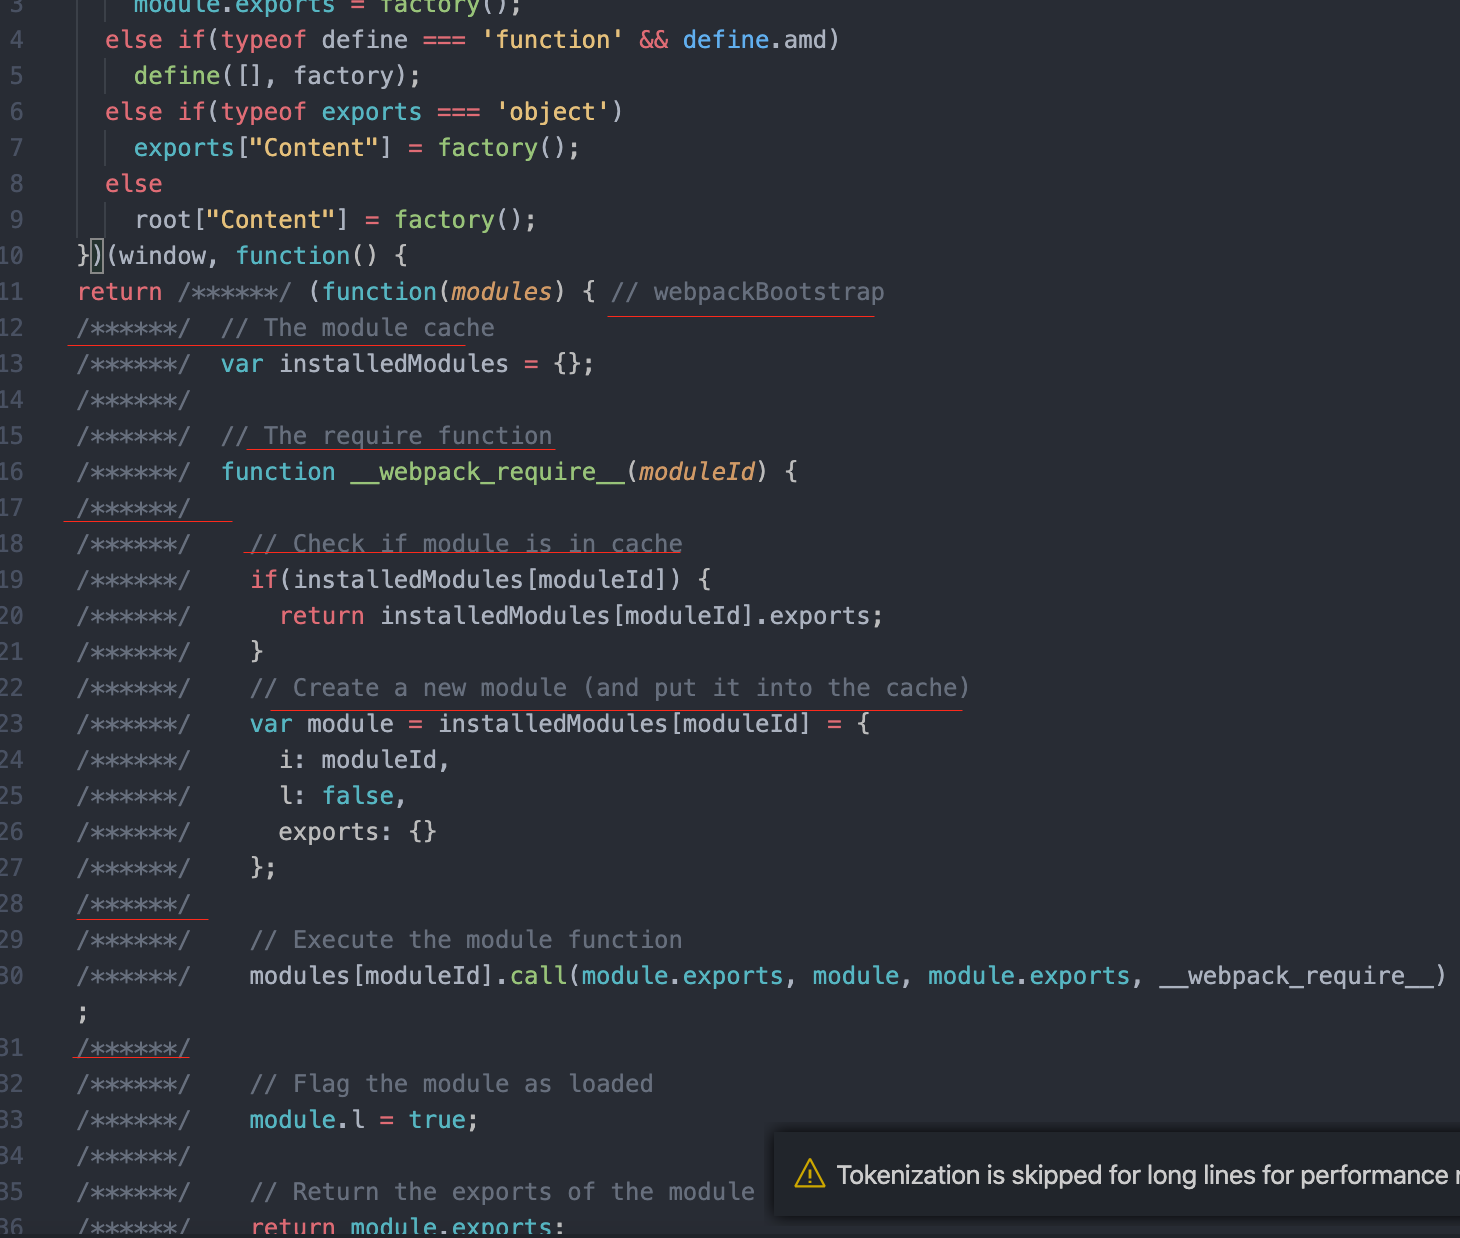 3 module.exports = factory();
4 else if(typeof define === 'function' && define.amd)
5 define([], factory);
6 else if(typeof exports === 'object')
7 exports["Content"] = factory();
8 else
9 root["Content"] = factory();
10 })(window, function() {
11 return /******/ (function(modules) { // webpackBootstrap
12 /******/ // The module cache
13 /******/ var installedModules = {};
14 /******/
15 /******/ // The require function
16 /******/ function __webpack_require__(moduleId) {
17 /******/
18 /******/ // Check if module is in cache
19 /******/ if(installedModules[moduleId]) {
20 /******/ return installedModules[moduleId].exports;
21 /******/ }
22 /******/ // Create a new module (and put it into the cache)
23 /******/ var module = installedModules[moduleId] = {
24 /******/ i: moduleId,
25 /******/ l: false,
26 /******/ exports: {}
27 /******/ };
28 /******/
29 /******/ // Execute the module function
30 /******/ modules[moduleId].call(module.exports, module, module.exports, __webpack_require__)
;
31 /******/
32 /******/ // Flag the module as loaded
33 /******/ module.l = true;
34 /******/
35 /******/ // Return the exports of the module
36 /******/ return module.exports;
Tokenization is skipped for long lines for performance